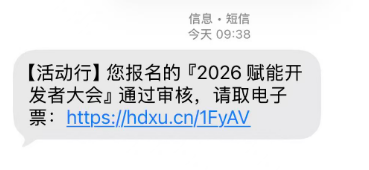 信息 • 短信
今天 09:38
【活动行】您报名的『2026 赋能开
发者大会』通过审核，请取电子
票：https://hdxu.cn/1FyAV